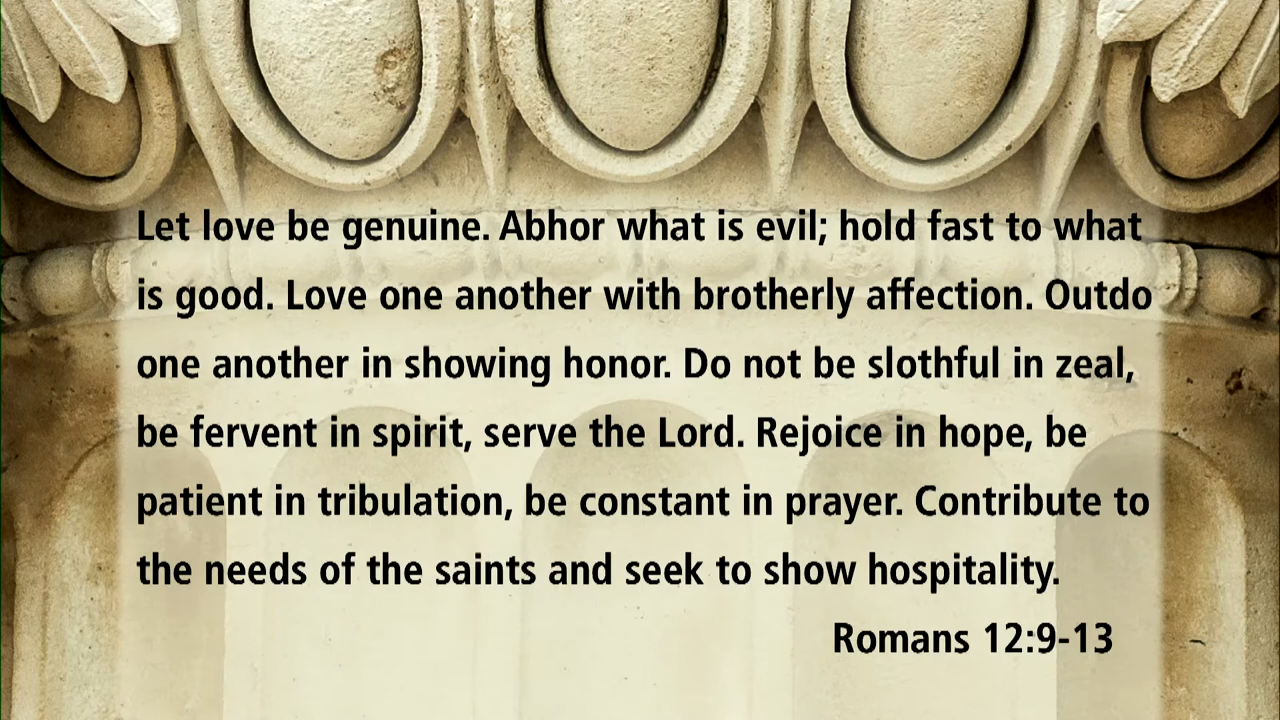 Let love be genuine. Abhor what is evil; hold fast to what
is good. Love one another with brotherly affection. Outdo
one another in showing honor. Do not be slothful in zeal,
be fervent in spirit, serve the Lord. Rejoice in hope, be
patient in tribulation, be constant in prayer. Contribute to
the needs of the saints and seek to show hospitality.
Romans 12:9-13